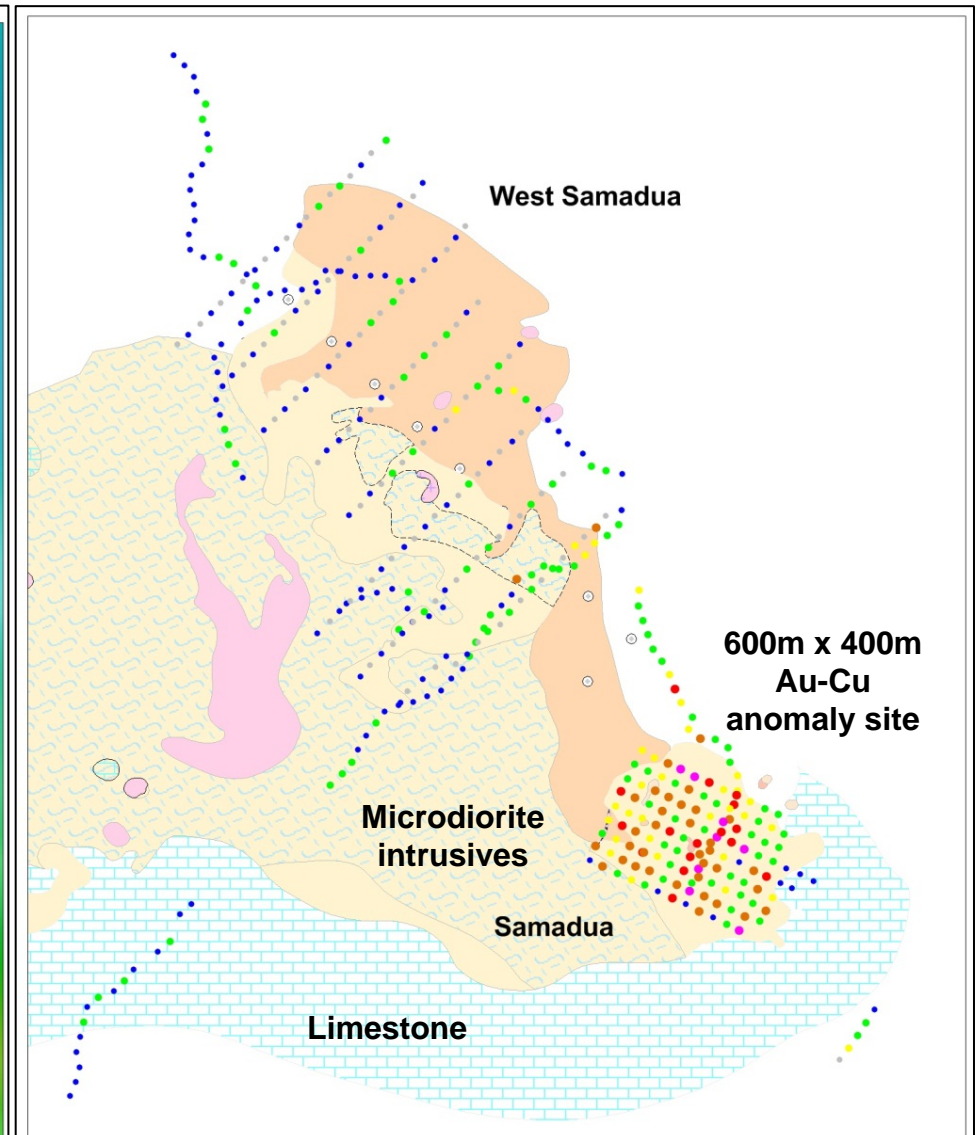 West Samadua
600m x 400m
Au-Cu
anomaly site
Microdiorite
intrusives
Samadua
Limestone